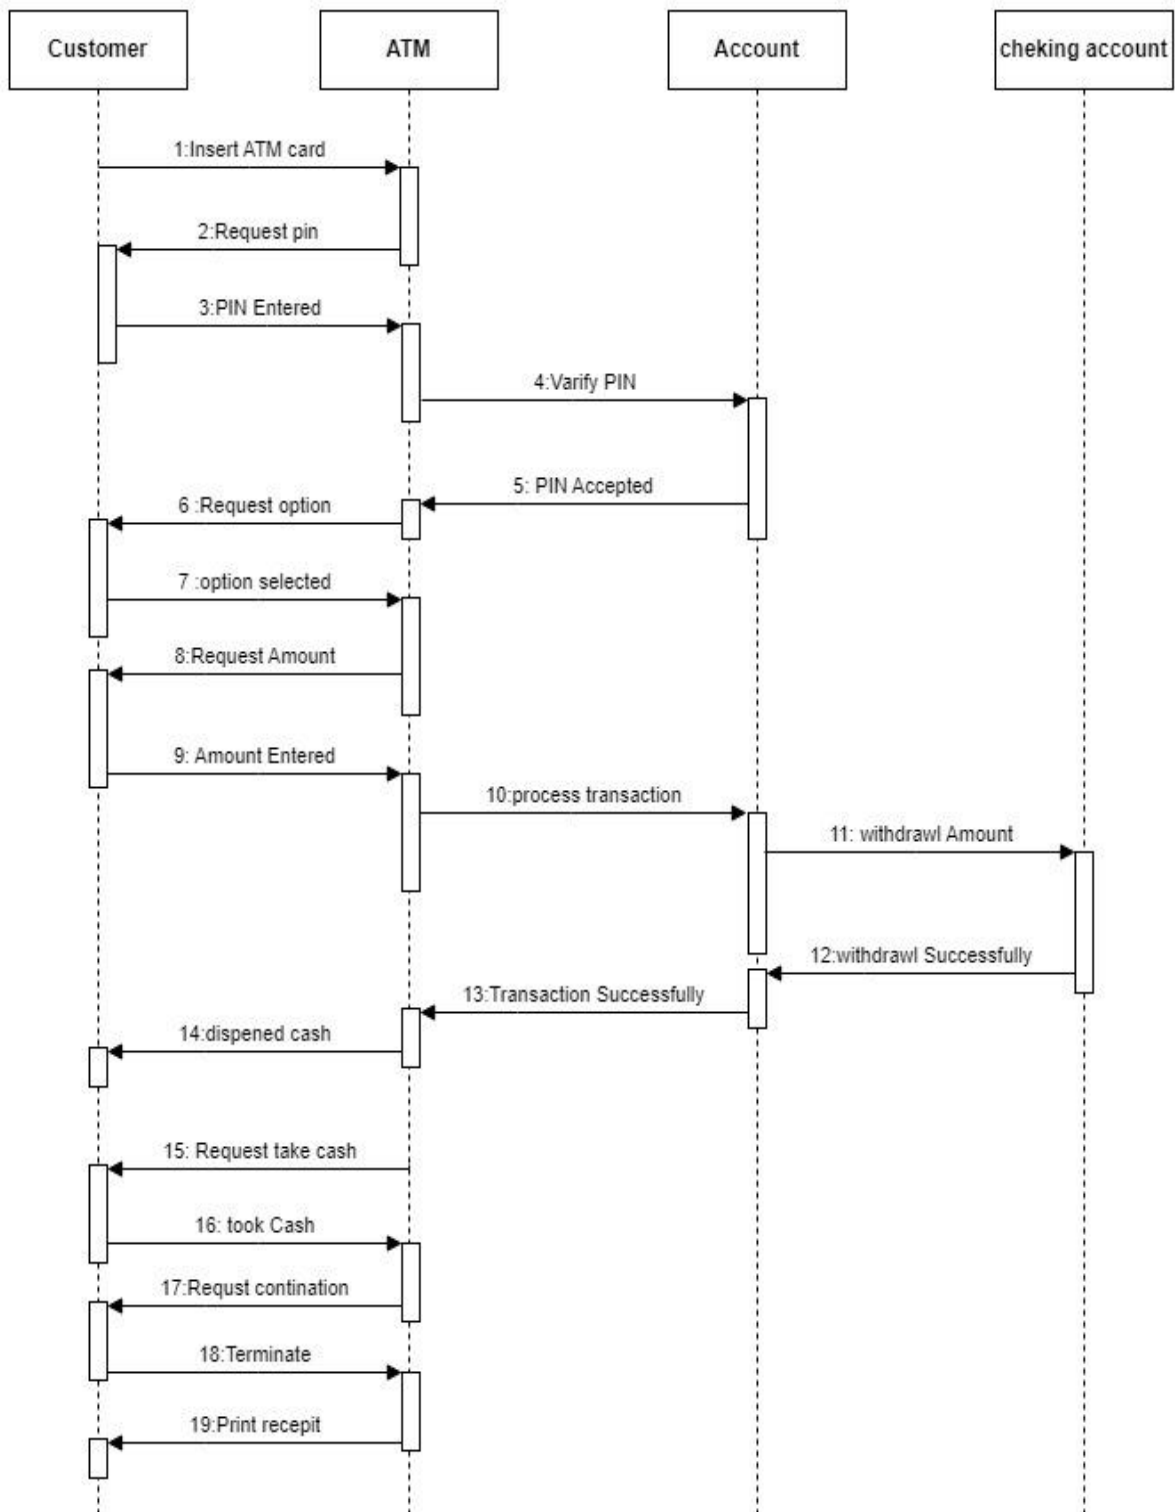 Customer
ATM
Account
cheking account
1:Insert ATM card
2:Request pin
3:PIN Entered
4:Varify PIN
5: PIN Accepted
6 :Request option
7 :option selected
8:Request Amount
9: Amount Entered
10:process transaction
11: withdrawl Amount
12:withdrawl Successfully
13:Transaction Successfully
14:dispened cash
15: Request take cash
16: took Cash
17:Requst contination
18:Terminate
19:Print recepit